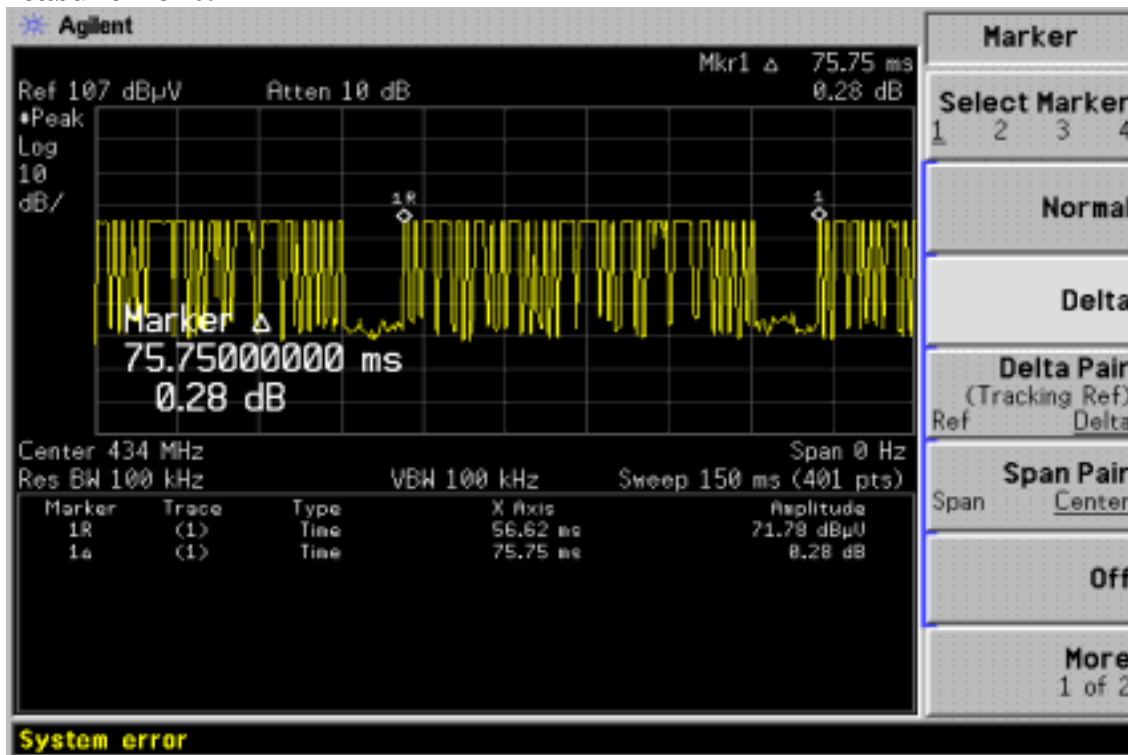 Agilent
Mkr1 Δ 75.75 ms
Ref 107 dBµV Atten 10 dB 0.28 dB
•Peak
Log
10
dB/
1R
1
Marker Δ
75.75000000 ms
0.28 dB
Center 434 MHz Span 0 Hz
Res BW 100 kHz VBW 100 kHz Sweep 150 ms (401 pts)
Marker Trace Type X Axis Amplitude
1R (1) Time 56.62 ms 71.78 dBµV
1Δ (1) Time 75.75 ms 0.28 dB
System error
Marker
Select Marker
1 2 3 4
Normal
Delta
Delta Pair
(Tracking Ref)
Ref Delta
Span Pair
Span Center
Off
More
1 of 2